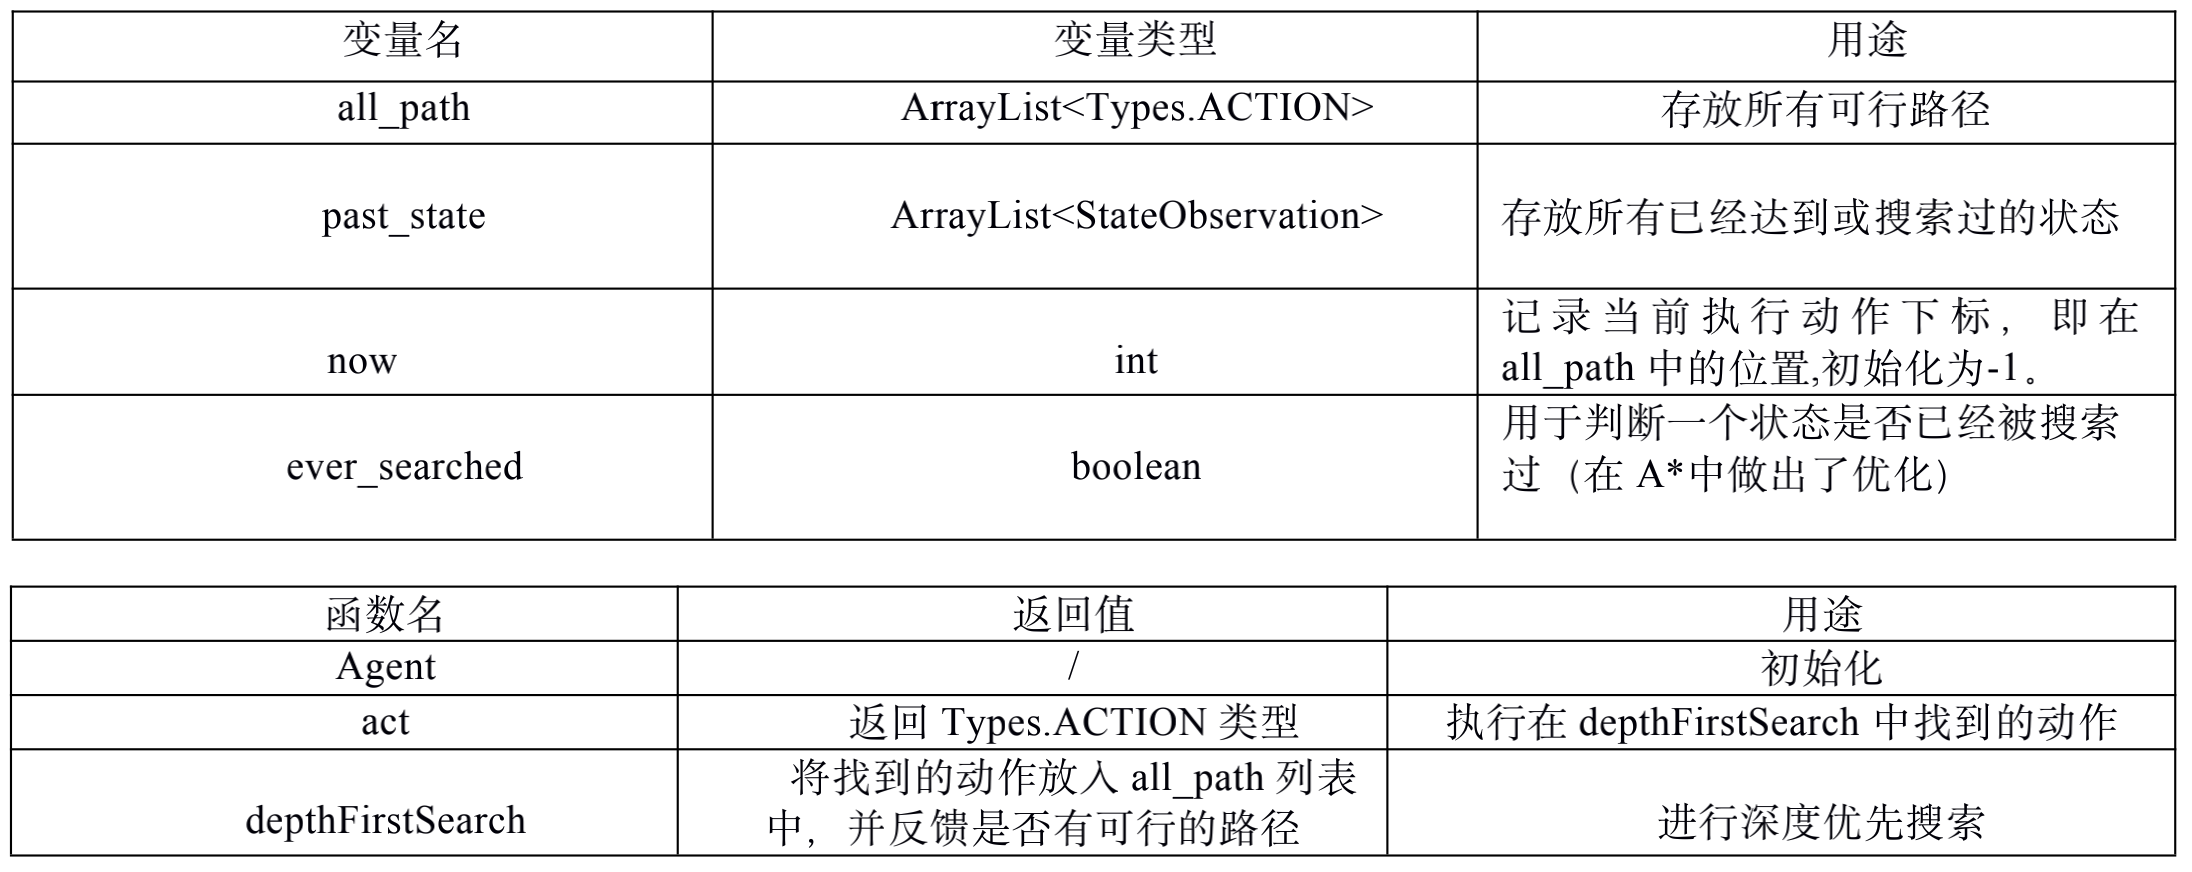 变量名 变量类型 用途
all_path ArrayList<Types.ACTION> 存放所有可行路径
past_state ArrayList<StateObservation> 存放所有已经达到或搜索过的状态
now int 记录当前执行动作下标，即在
all_path 中的位置,初始化为-1。
ever_searched boolean 用于判断一个状态是否已经被搜索
过（在 A*中做出了优化）
函数名 返回值 用途
Agent / 初始化
act 返回 Types.ACTION 类型 执行在 depthFirstSearch 中找到的动作
depthFirstSearch 将找到的动作放入 all_path 列表
中，并反馈是否有可行的路径 进行深度优先搜索